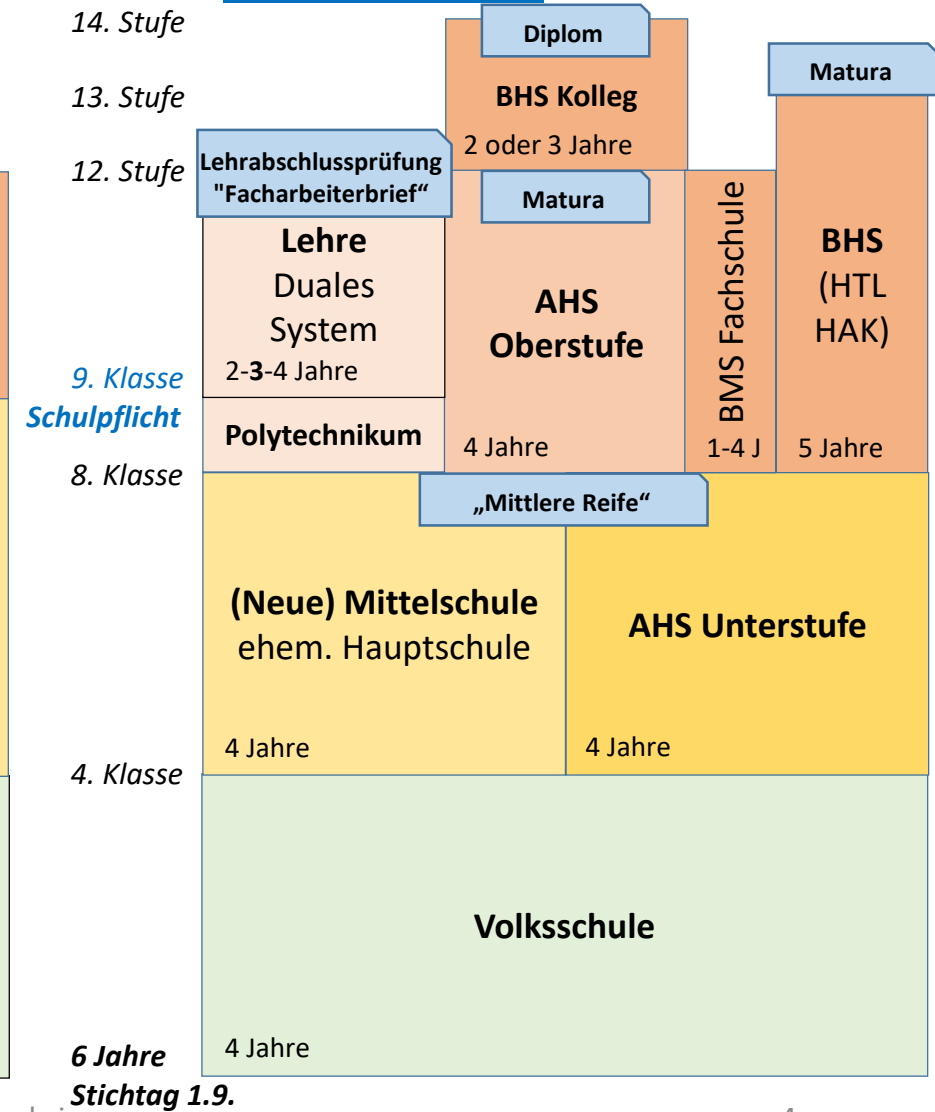 14. Stufe
Diplom
Matura
13. Stufe
BHS Kolleg
2 oder 3 Jahre
12. Stufe
Lehrabschlussprüfung
"Facharbeiterbrief“
Matura
Lehre
Duales
System
2-3-4 Jahre
AHS
Oberstufe
4 Jahre
BMS Fachschule
1-4 J
BHS
(HTL
HAK)
5 Jahre
9. Klasse
Schulpflicht
Polytechnikum
8. Klasse
„Mittlere Reife"
(Neue) Mittelschule
ehem. Hauptschule
4 Jahre
AHS Unterstufe
4 Jahre
4. Klasse
Volksschule
4 Jahre
6 Jahre
Stichtag 1.9.